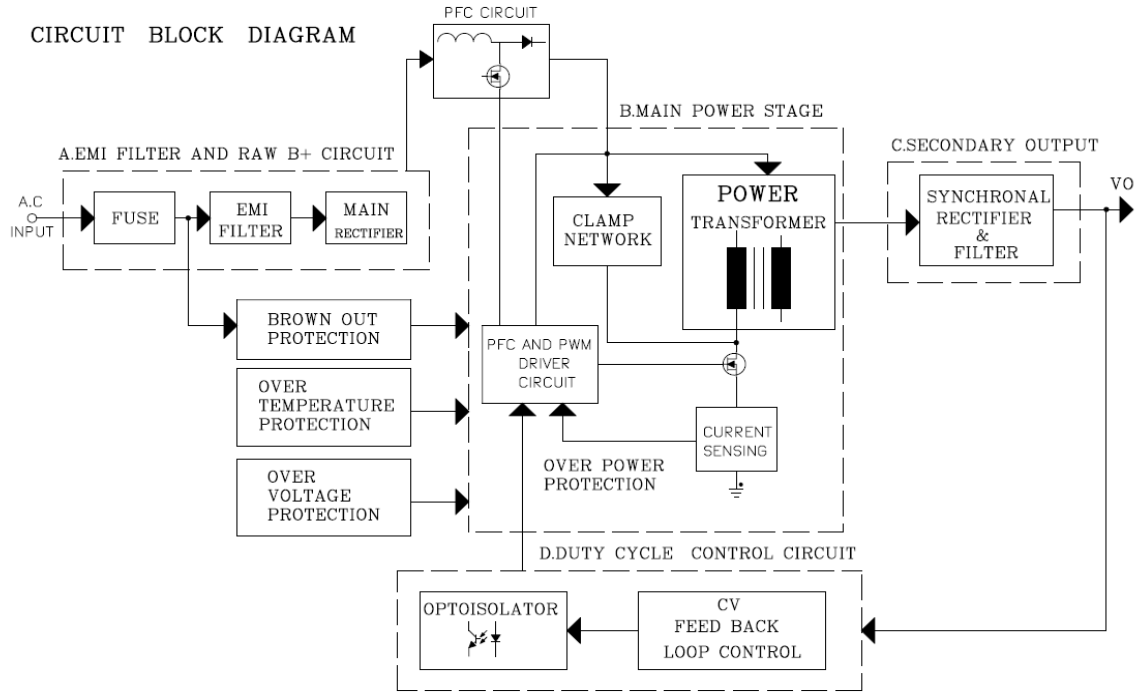 CIRCUIT BLOCK DIAGRAM
PFC CIRCUIT
B.MAIN POWER STAGE
A.EMI FILTER AND RAW B+ CIRCUIT
C.SECONDARY OUTPUT
A.C
INPUT
FUSE
EMI
FILTER
MAIN
RECTIFIER
CLAMP
NETWORK
POWER
TRANSFORMER
SYNCHRONAL
RECTIFIER
&
FILTER
VO
BROWN OUT
PROTECTION
PFC AND PWM
DRIVER
CIRCUIT
OVER
TEMPERATURE
PROTECTION
CURRENT
SENSING
OVER POWER
PROTECTION
OVER
VOLTAGE
PROTECTION
D.DUTY CYCLE CONTROL CIRCUIT
OPTOISOLATOR
CV
FEED BACK
LOOP CONTROL